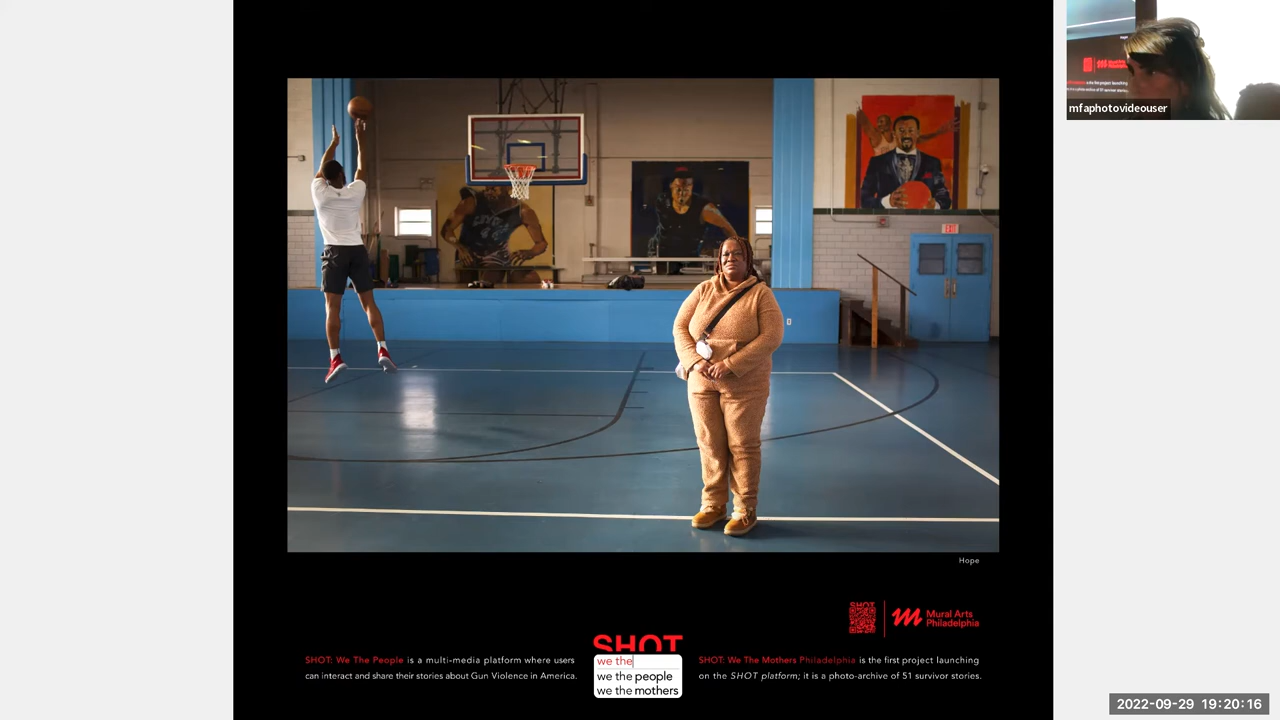 mfaphotovideouser
EXIT
Hope
SHOT
Mural Arts
Philadelphia
SHOT: We The People is a multi-media platform where users
can interact and share their stories about Gun Violence in America.
SHOT
we the
we the people
we the mothers
SHOT: We The Mothers Philadelphia is the first project launching
on the SHOT platform; it is a photo-archive of 51 survivor stories.
2022-09-29 19:20:16